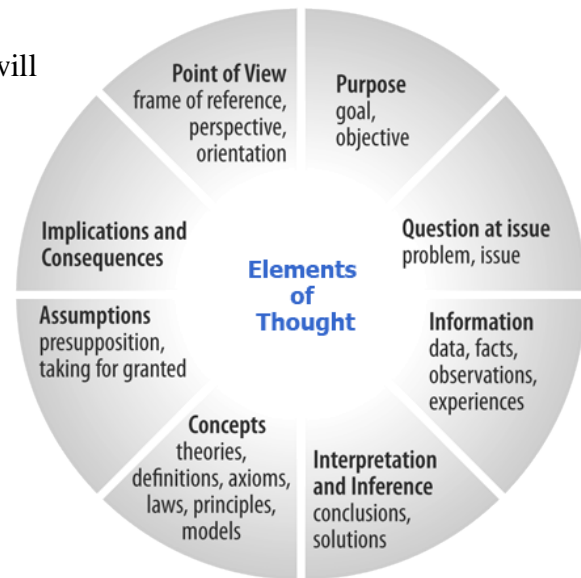 will
Point of View
frame of reference,
perspective,
orientation
Purpose
goal,
objective
Question at issue
problem, issue
Information
data, facts,
observations,
experiences
Interpretation
and Inference
conclusions,
solutions
Concepts
theories,
definitions, axioms,
laws, principles,
models
Assumptions
presupposition,
taking for granted
Implications and
Consequences
Elements
of
Thought